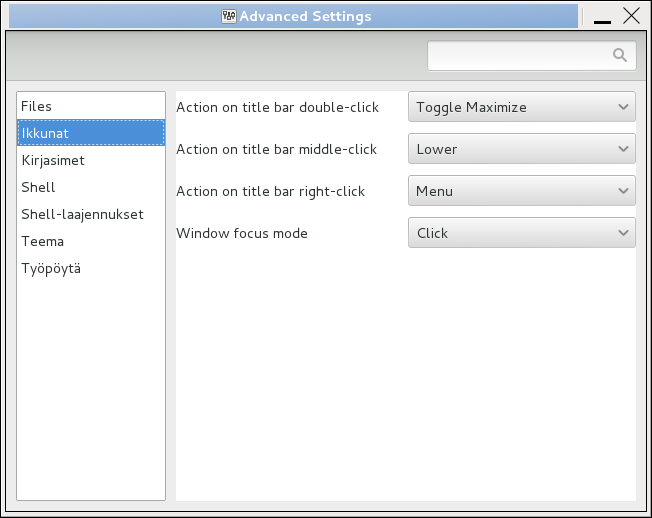 Advanced Settings
Files
Ikkunat
Kirjasimet
Shell
Shell-laajennukset
Teema
Työpöytä
Action on title bar double-click
Toggle Maximize
Action on title bar middle-click
Lower
Action on title bar right-click
Menu
Window focus mode
Click